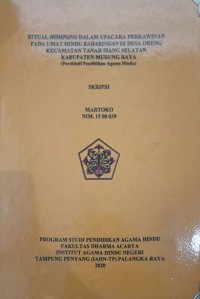 RITUAL HOMPONG DALAM UPACARA PERKAWINAN
PADA UMAT HINDU KAHARINGAN DI DESA ORENG
KECAMATAN TANAH SIANG SELATAN
KABUPATEN MURUNG RAYA
(Perspektif Pendidikan Agama Hindu)
SKRIPSI
MARTOKO
NIM. 15 00 039
PROGRAM STUDI PENDIDIKAN AGAMA HINDU
FAKULTAS DHARMA ACARYA
INSTITUT AGAMA HINDU NEGERI
TAMPUNG PENYANG (IAHN-TP) PALANGKA RAYA
2020